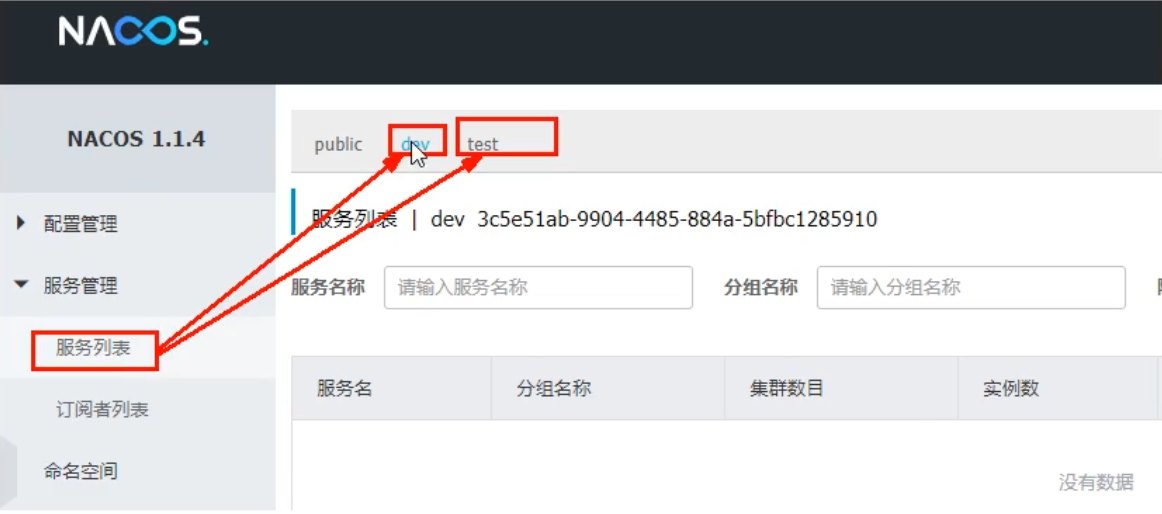 NACOS.
NACOS 1.1.4
配置管理
服务管理
服务列表
订阅者列表
命名空间
public dev test
服务列表 | dev 3c5e51ab-9904-4485-884a-5bfbc1285910
服务名称 请输入服务名称 分组名称 请输入分组名称
服务名 分组名称 集群数目 实例数
没有数据